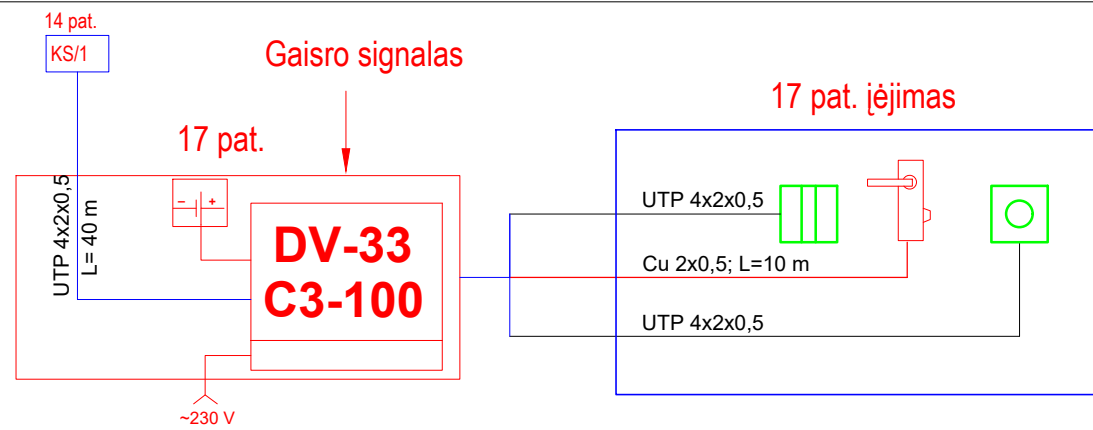 14 pat.
KS/1
Gaisro signalas
17 pat. įėjimas
17 pat.
UTP 4x2x0,5
L= 40 m
- +
DV-33
C3-100
~230 V
UTP 4x2x0,5
Cu 2x0,5; L=10 m
UTP 4x2x0,5